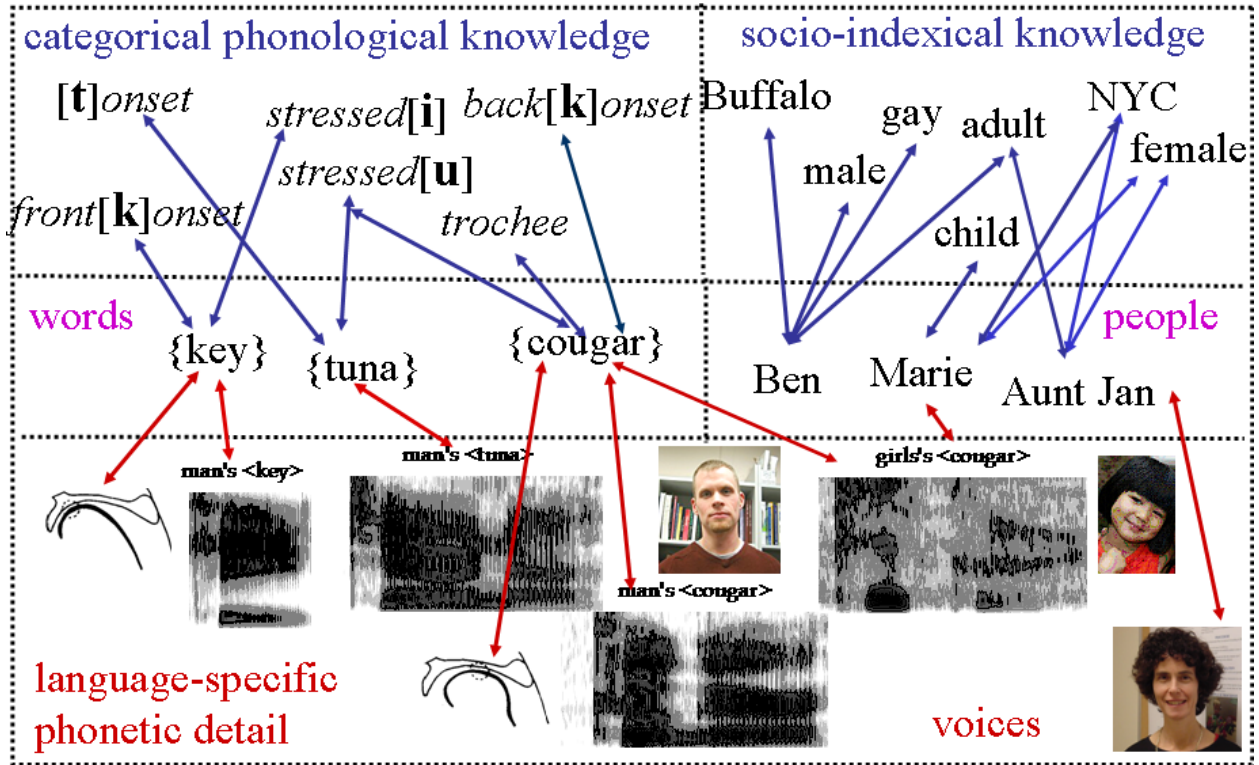 categorical phonological knowledge
socio-indexical knowledge
[t]onset
stressed[i]
back[k]onset
stressed[u]
front[k]onset
trochee
Buffalo
gay
adult
NYC
male
female
child
words
{key}
{tuna}
{cougar}
people
Ben
Marie
Aunt Jan
man's <key>
man's <tuna>
girls's <cougar>
man's <cougar>
language-specific
phonetic detail
voices